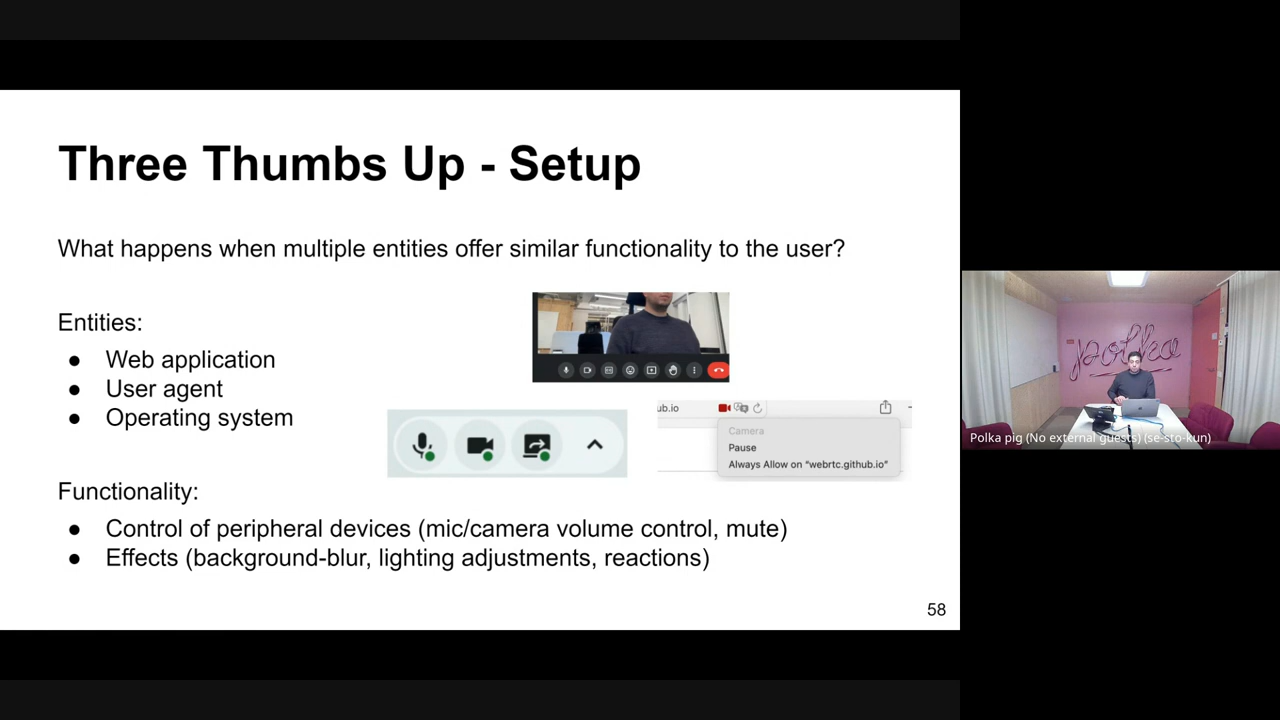 Three Thumbs Up - Setup
What happens when multiple entities offer similar functionality to the user?
Entities:
● Web application
● User agent
● Operating system
ub.io
Camera
Pause
Always Allow on “webrtc.github.io”
Functionality:
● Control of peripheral devices (mic/camera volume control, mute)
● Effects (background-blur, lighting adjustments, reactions)
58
polka
Polka pig (No external guests) (se-sto-kun)